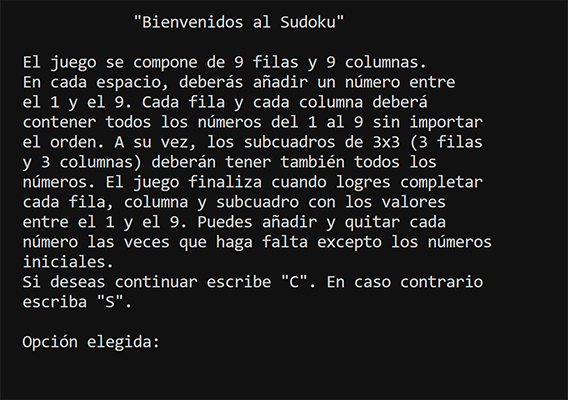 "Bienvenidos al Sudoku"
El juego se compone de 9 filas y 9 columnas.
En cada espacio, deberás añadir un número entre
el 1 y el 9. Cada fila y cada columna deberá
contener todos los números del 1 al 9 sin importar
el orden. A su vez, los subcuadros de 3x3 (3 filas
y 3 columnas) deberán tener también todos los
números. El juego finaliza cuando logres completar
cada fila, columna y subcuadro con los valores
entre el 1 y el 9. Puedes añadir y quitar cada
número las veces que haga falta excepto los números
iniciales.
Si deseas continuar escribe "C". En caso contrario
escriba "S".
Opción elegida: